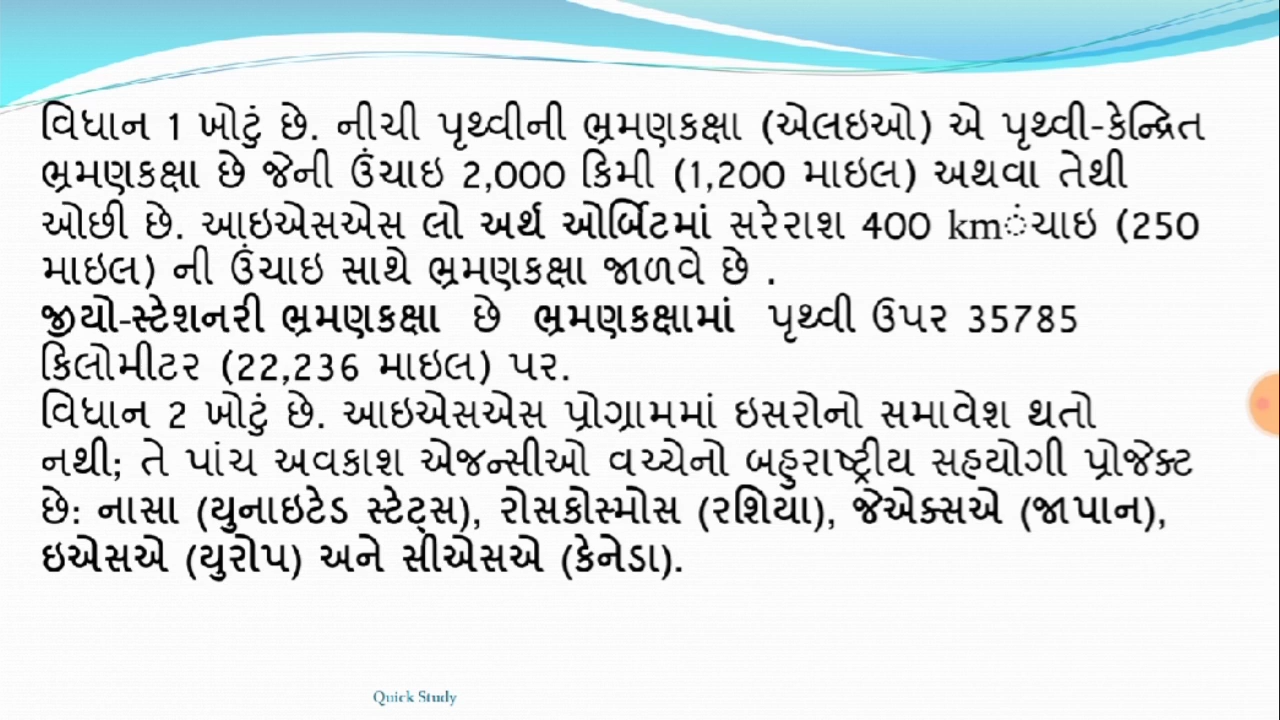 વિધાન 1 ખોટું છે. નીચી પૃથ્વીની ભ્રમણકક્ષા (એલઇઓ) એ પૃથ્વી-કેન્દ્રિત
ભ્રમણકક્ષા છે જેની ઉંચાઇ 2,000 કિમી (1,200 માઇલ) અથવા તેથી
ઓછી છે. આઇએસએસ લો અર્થ ઓર્બિટમાં સરેરાશ 400 kmંચાઇ (250
માઇલ) ની ઉંચાઇ સાથે ભ્રમણકક્ષા જાળવે છે .
જીયો-સ્ટેશનરી ભ્રમણકક્ષા છે ભ્રમણકક્ષામાં પૃથ્વી ઉપર 35785
કિલોમીટર (22,236 માઇલ) પર.
વિધાન 2 ખોટું છે. આઇએસએસ પ્રોગ્રામમાં ઇસરોનો સમાવેશ થતો
નથી; તે પાંચ અવકાશ એજન્સીઓ વચ્ચેનો બહુરાષ્ટ્રીય સહયોગી પ્રોજેક્ટ
છે: નાસા (યુનાઇટેડ સ્ટેટ્સ), રોસકોસ્મોસ (રશિયા), જેએક્સએ (જાપાન),
ઇએસએ (યુરોપ) અને સીએસએ (કેનેડા).
Quick Study